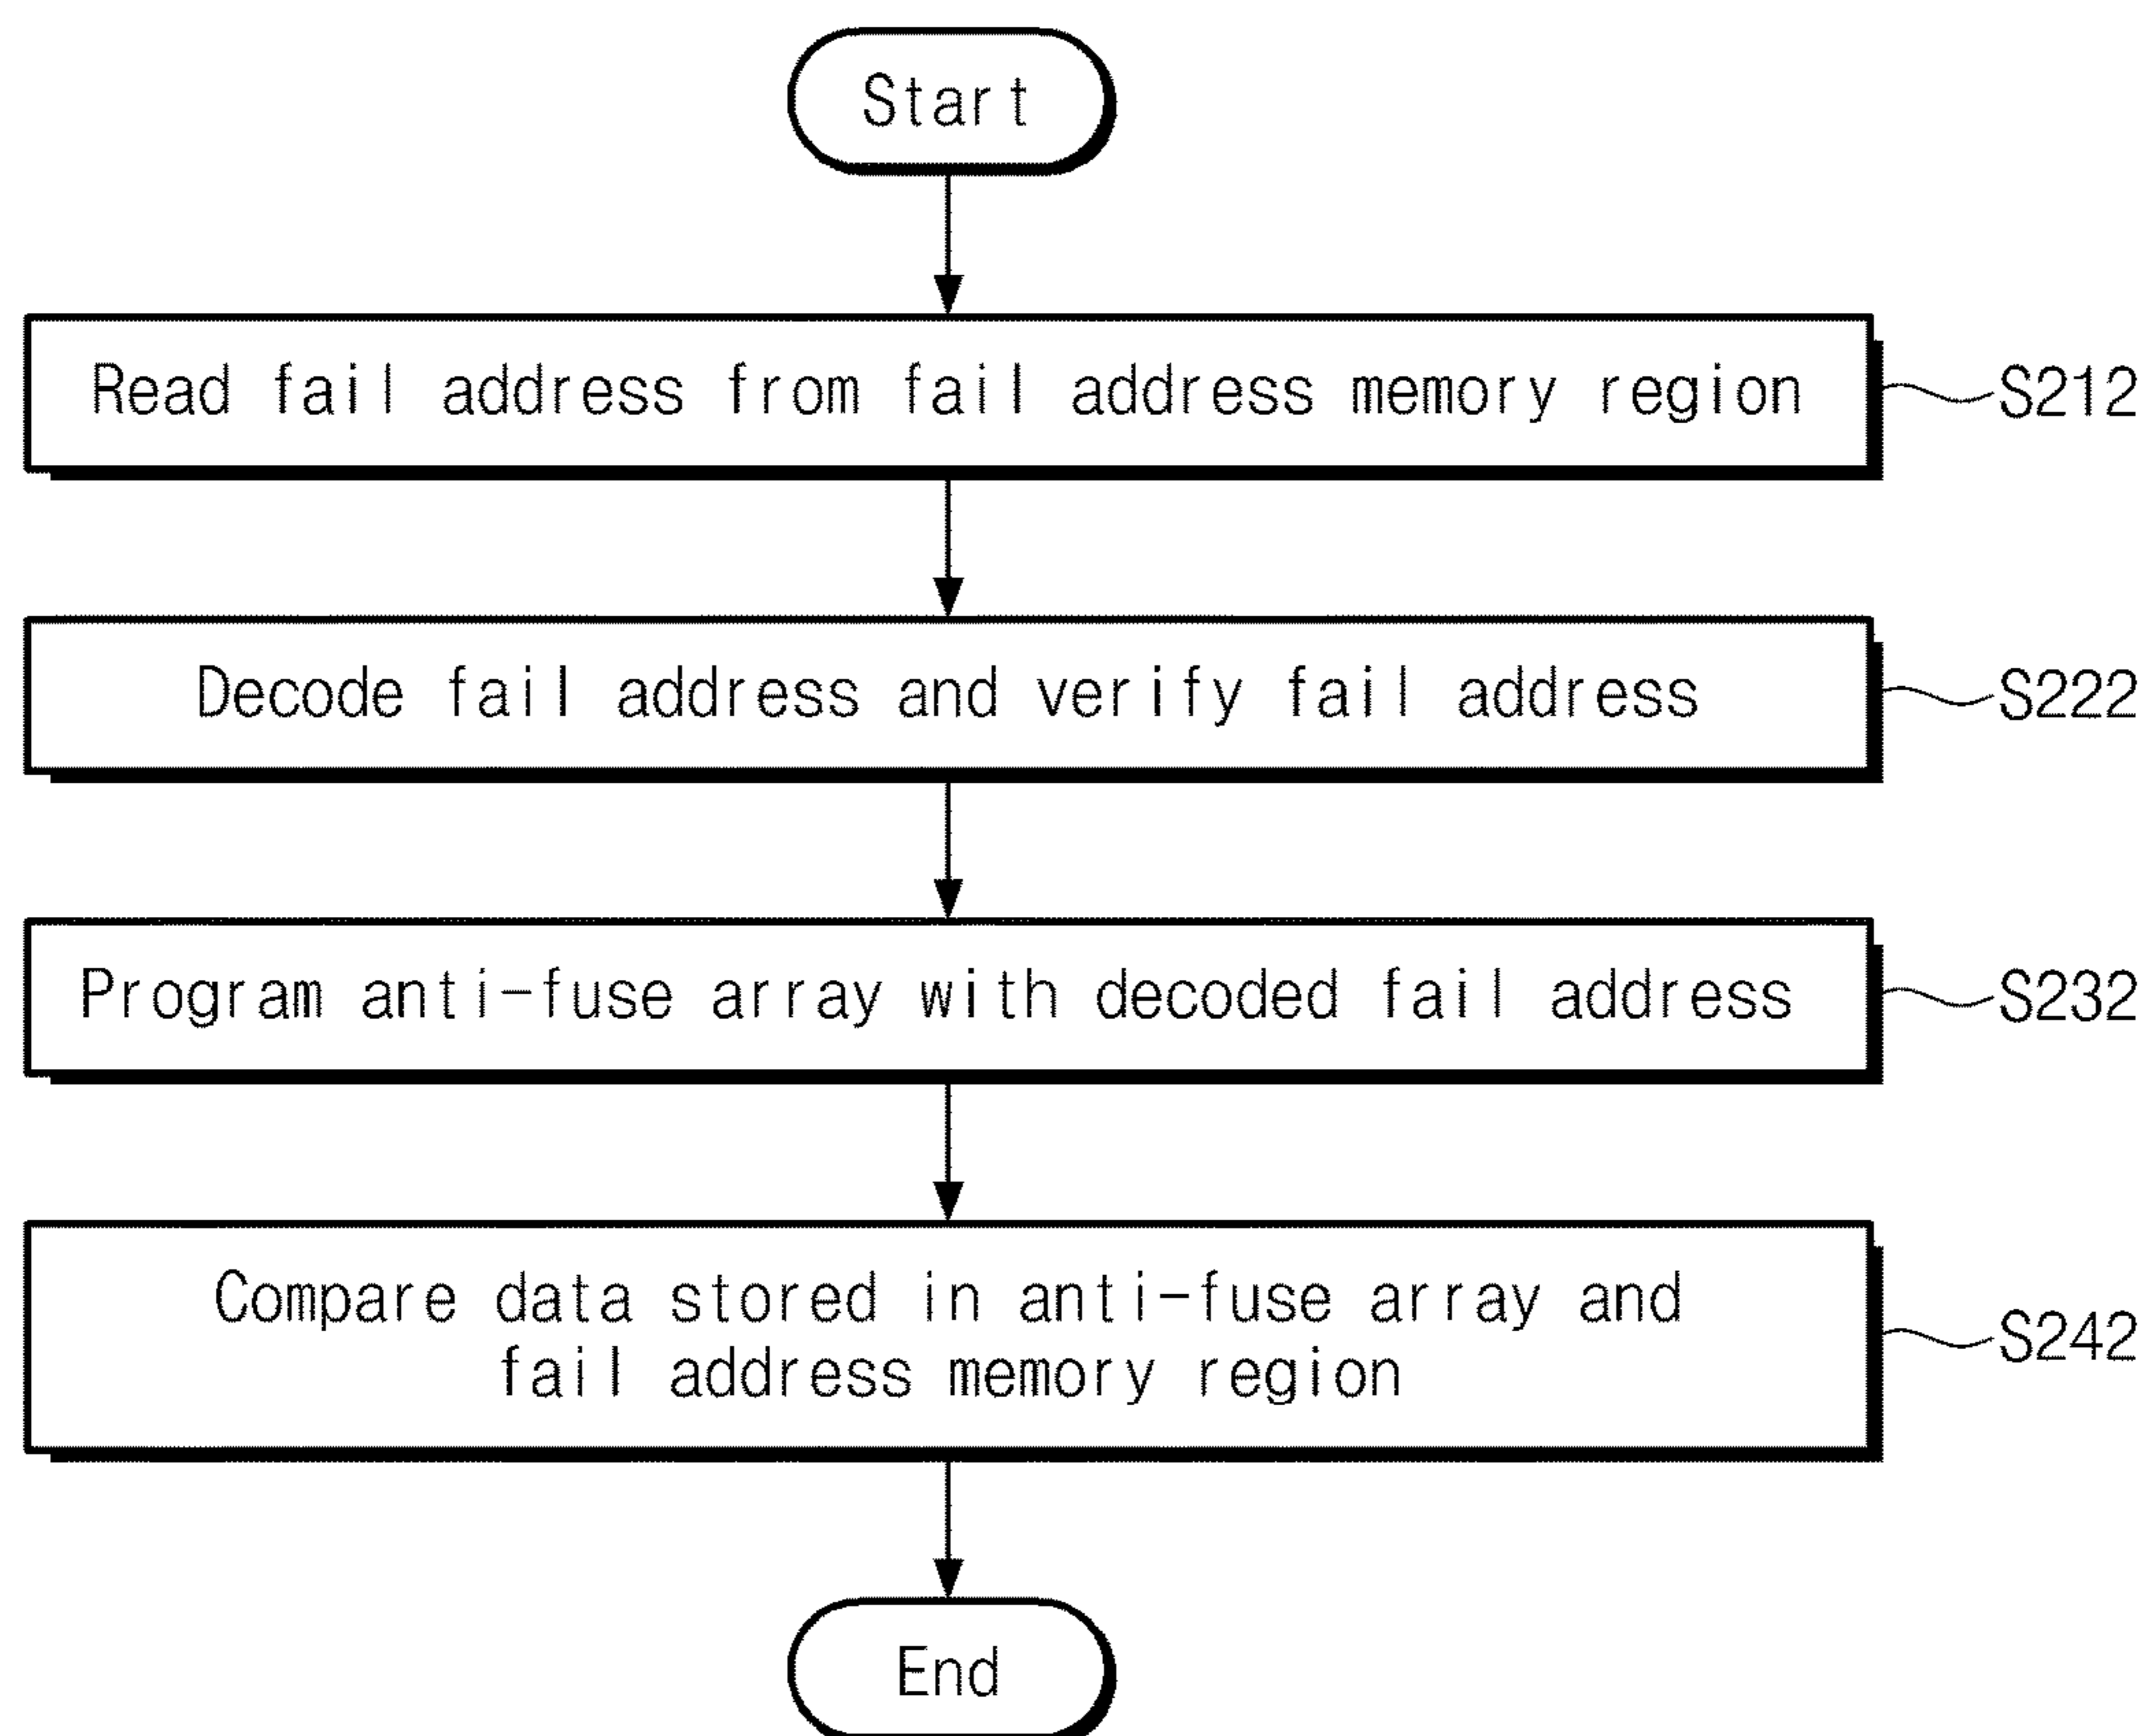 Start
Read fail address from fail address memory region
S212
Decode fail address and verify fail address
S222
Program anti-fuse array with decoded fail address
S232
Compare data stored in anti-fuse array and
fail address memory region
S242
End